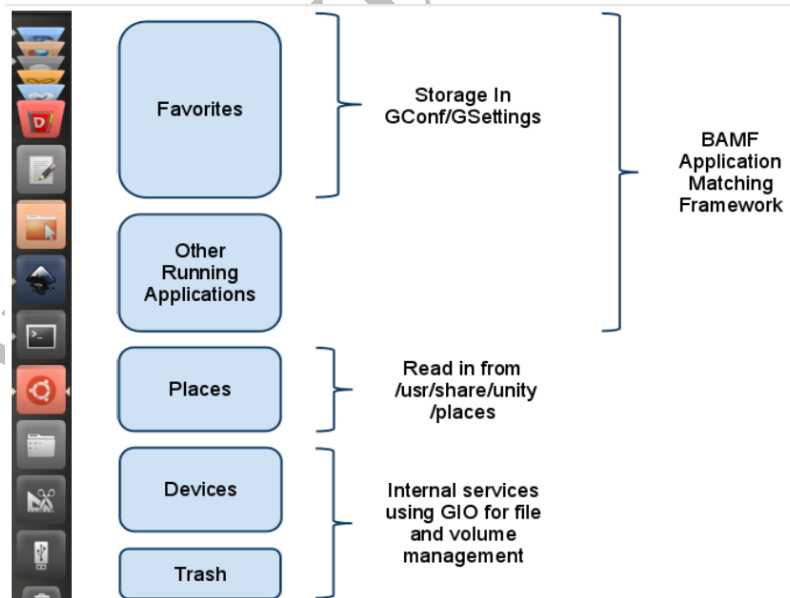 Favorites
Storage In
GConf/GSettings
BAMF
Application
Matching
Framework
Other
Running
Applications
Places
Read in from
/usr/share/unity
/places
Devices
Internal services
using GIO for file
and volume
management
Trash
D!
>_